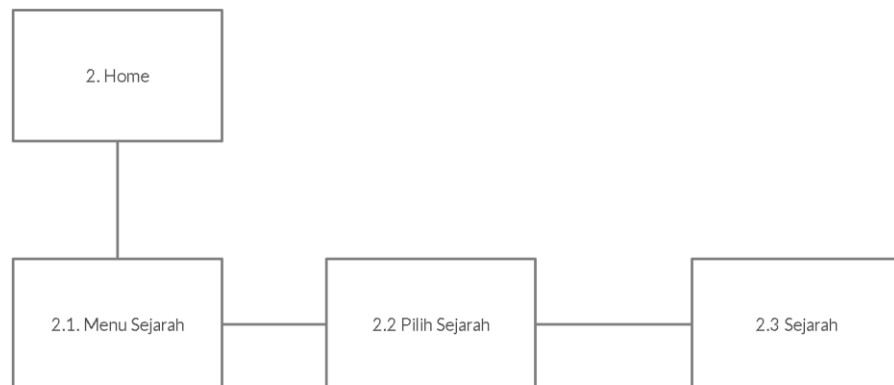 2. Home
2.1. Menu Sejarah
2.2 Pilih Sejarah
2.3 Sejarah